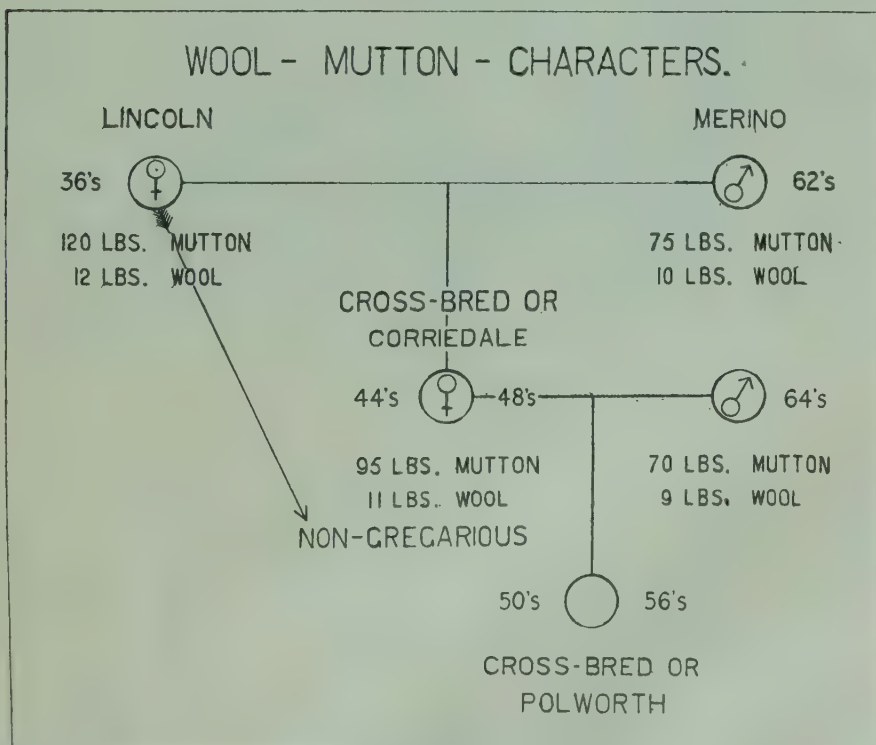 WOOL - MUTTON - CHARACTERS.
LINCOLN
MERINO
36's
62's
120 LBS. MUTTON
12 LBS. WOOL
75 LBS. MUTTON
10 LBS. WOOL
CROSS-BRED OR
CORRIEDALE
44's
48's
64's
95 LBS. MUTTON
11 LBS. WOOL
70 LBS. MUTTON
9 LBS. WOOL
NON-GREGARIOUS
50's
56's
CROSS-BRED OR
POLWORTH